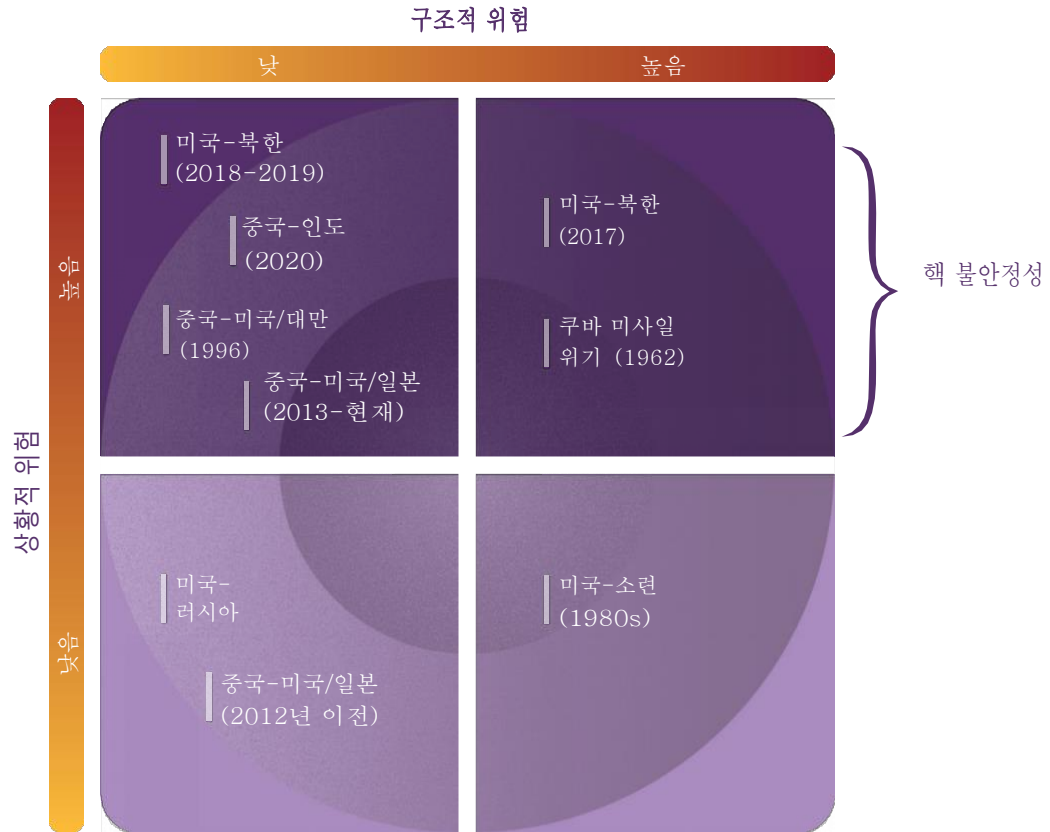 구조적 위험
낮
높음
높음
낮음
상황적 위험
미국-북한
(2018-2019)
중국-인도
(2020)
중국-미국/대만
(1996)
중국-미국/일본
(2013-현재)
미국-북한
(2017)
쿠바 미사일
위기 (1962)
핵 불안정성
미국-
러시아
중국-미국/일본
(2012년 이전)
미국-소련
(1980s)